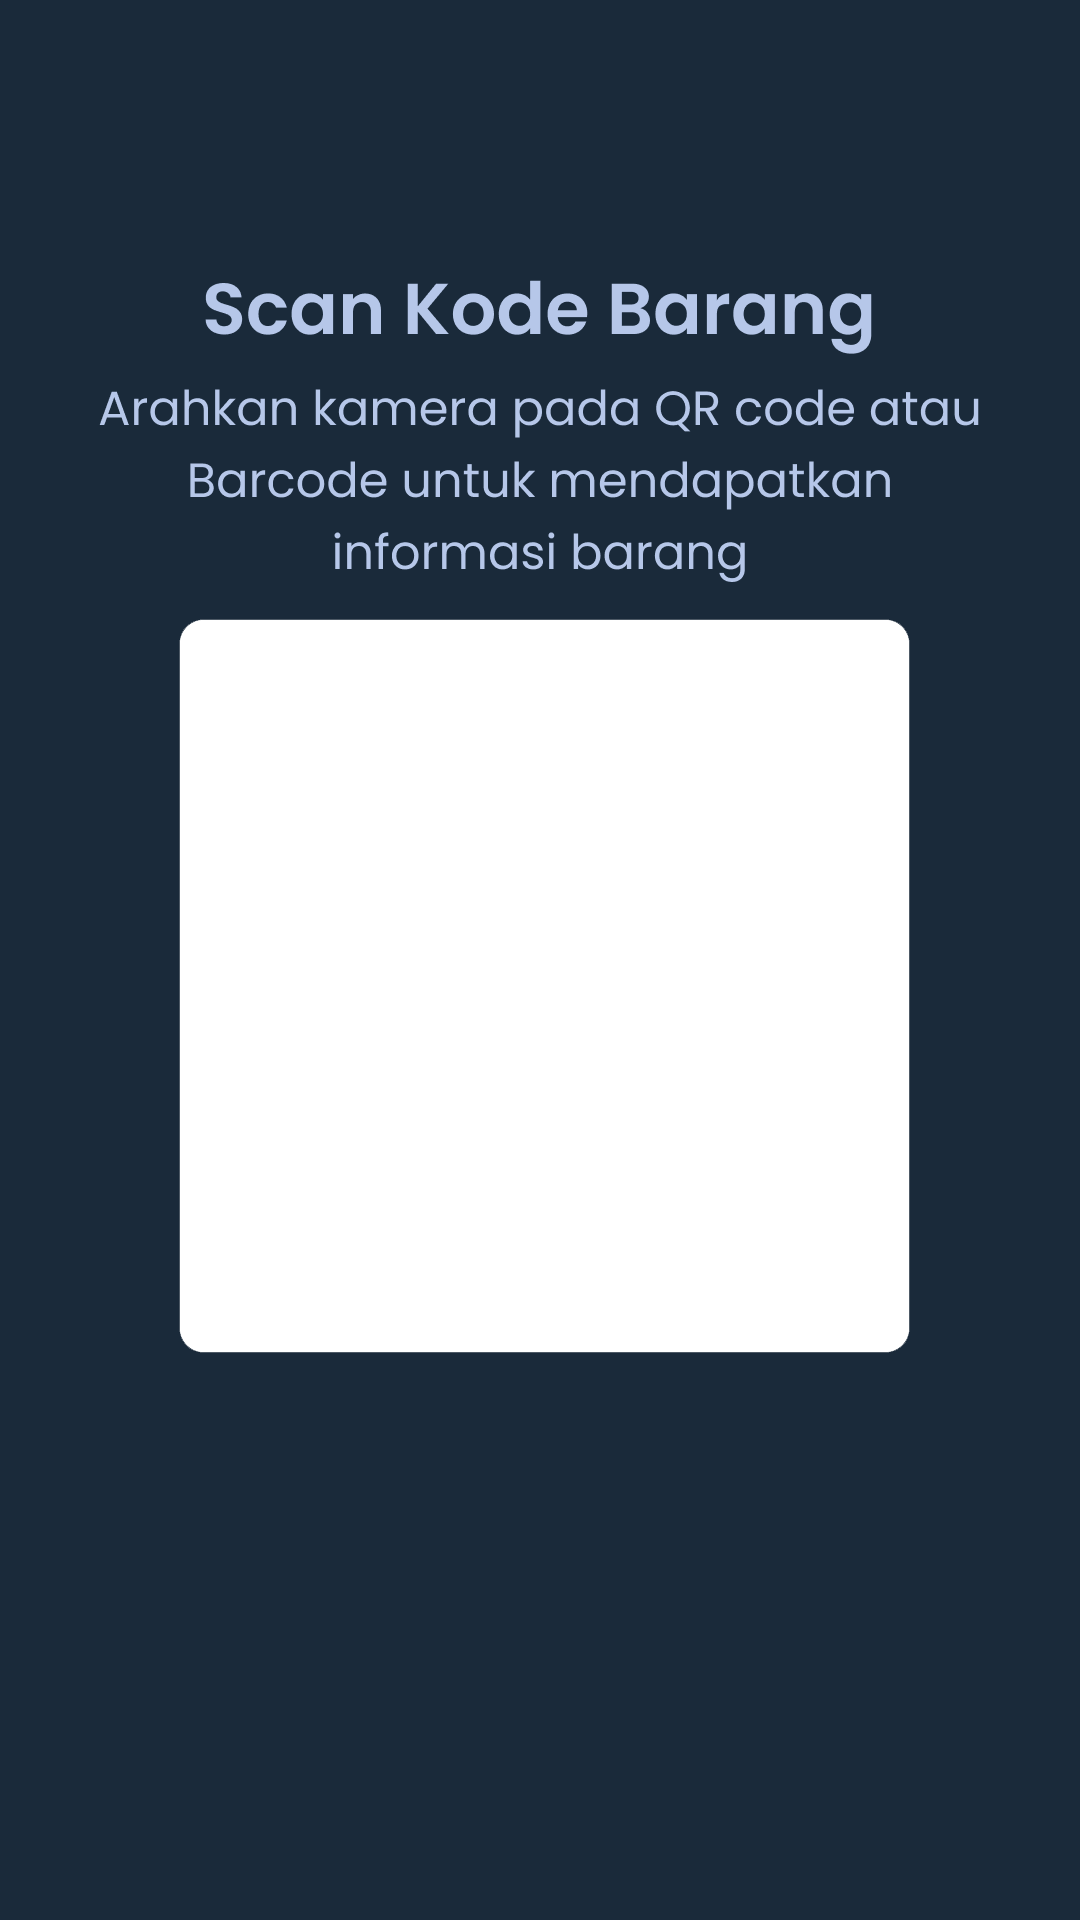 Scan Kode Barang
Arahkan kamera pada QR code atau
Barcode untuk mendapatkan
informasi barang